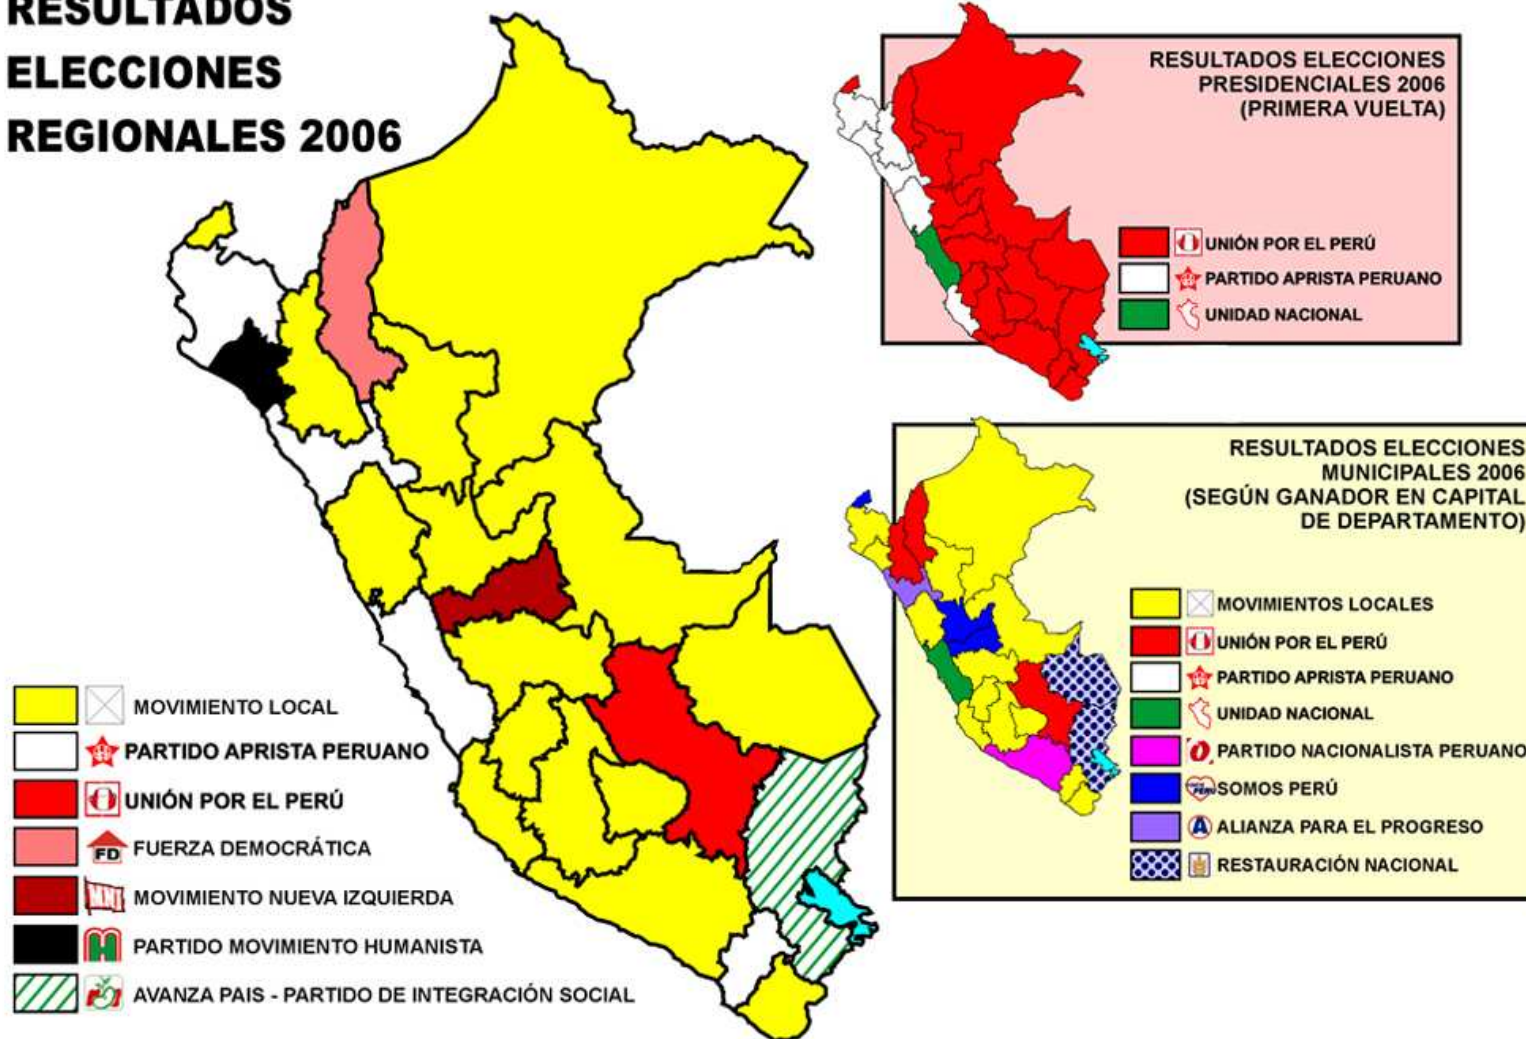 RESULTADOS
ELECCIONES
REGIONALES 2006
MOVIMIENTO LOCAL
PARTIDO APRISTA PERUANO
UNIÓN POR EL PERÚ
FD
FUERZA DEMOCRÁTICA
MNI
MOVIMIENTO NUEVA IZQUIERDA
PARTIDO MOVIMIENTO HUMANISTA
AVANZA PAIS - PARTIDO DE INTEGRACIÓN SOCIAL
RESULTADOS ELECCIONES
PRESIDENCIALES 2006
(PRIMERA VUELTA)
UNIÓN POR EL PERÚ
PARTIDO APRISTA PERUANO
UNIDAD NACIONAL
RESULTADOS ELECCIONES
MUNICIPALES 2006
(SEGÚN GANADOR EN CAPITAL
DE DEPARTAMENTO)
MOVIMIENTOS LOCALES
UNIÓN POR EL PERÚ
PARTIDO APRISTA PERUANO
UNIDAD NACIONAL
PARTIDO NACIONALISTA PERUANO
SOMOS PERÚ
A
ALIANZA PARA EL PROGRESO
RESTAURACIÓN NACIONAL